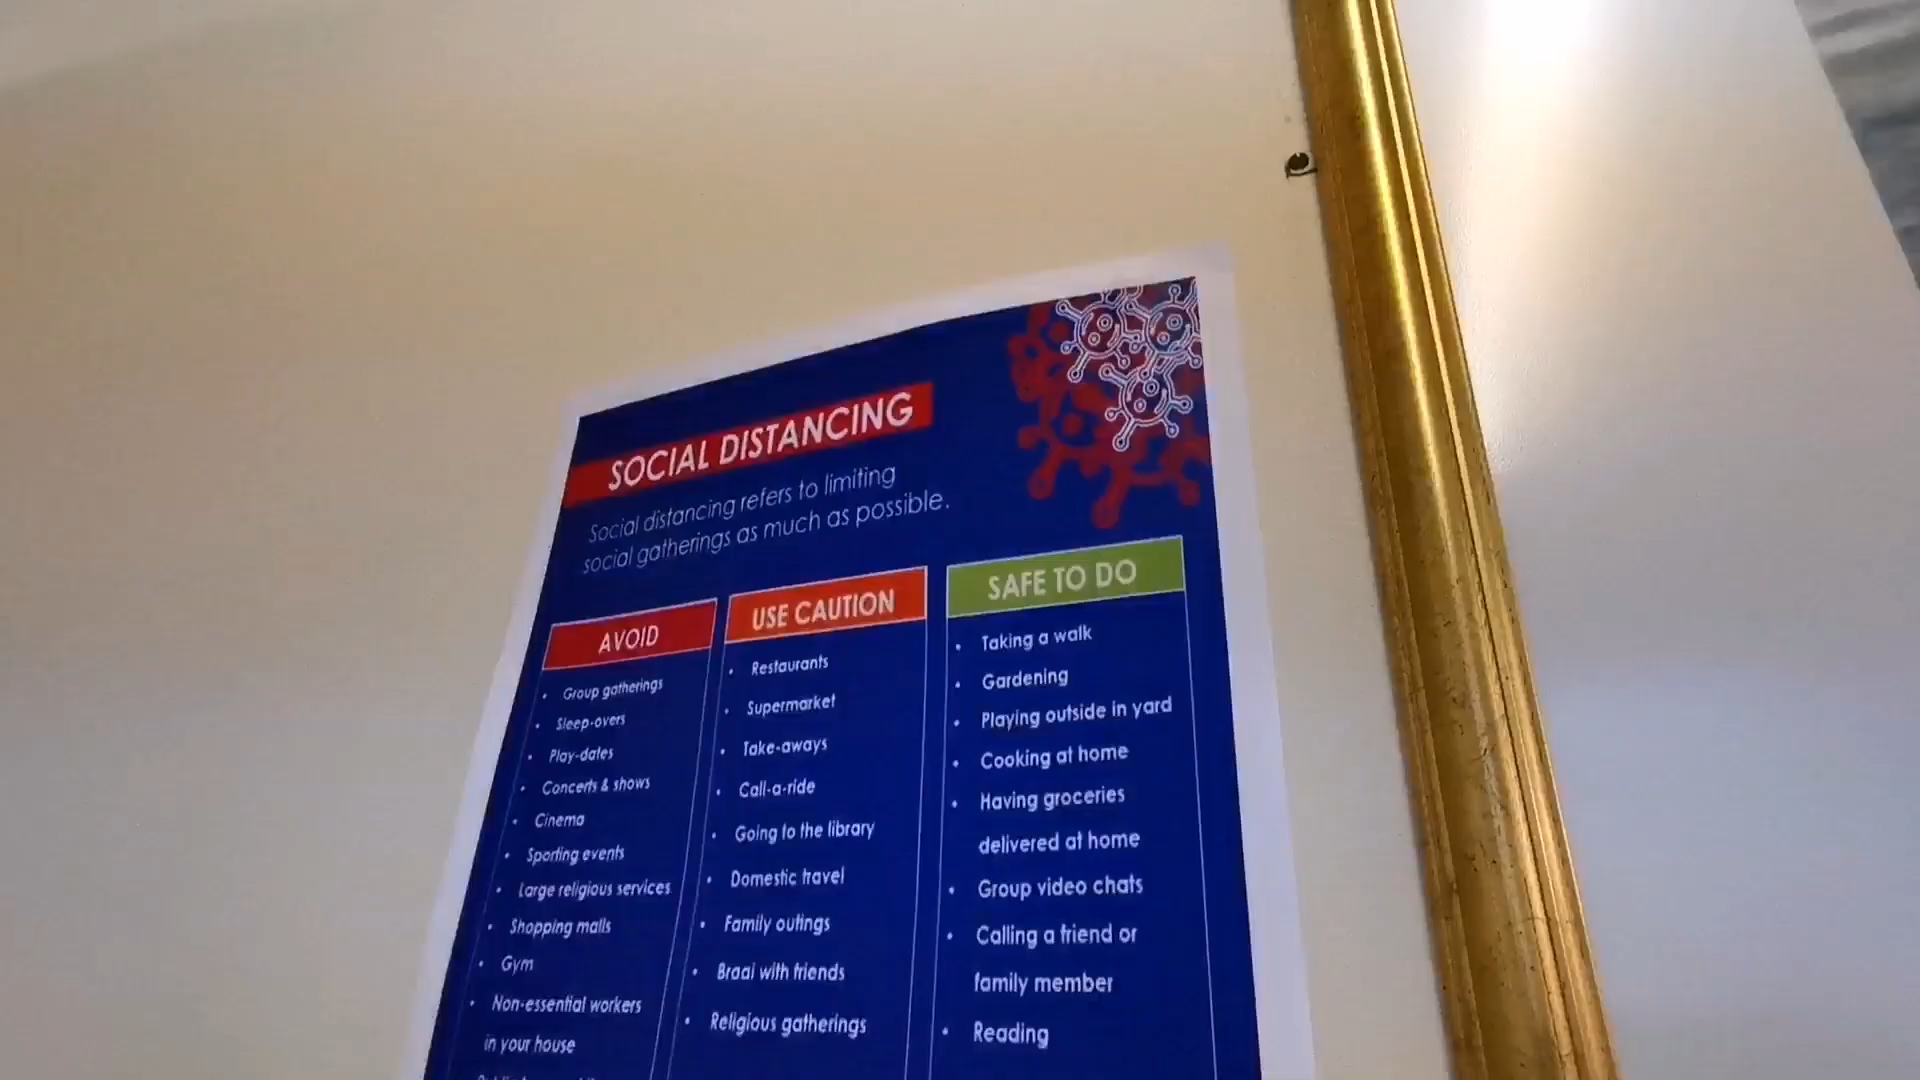 SOCIAL DISTANCING
Social distancing refers to limiting
social gatherings as much as possible.
AVOID
Group gatherings
Sleep-overs
Play-dates
Concerts & shows
Cinema
Sporting events
Large religious services
Shopping malls
Gym
Non-essential workers
in your house
USE CAUTION
Restaurants
Supermarket
Take-aways
Call-a-ride
Going to the library
Domestic travel
Family outings
Braai with friends
Religious gatherings
SAFE TO DO
Taking a walk
Gardening
Playing outside in yard
Cooking at home
Having groceries
delivered at home
Group video chats
Calling a friend or
family member
Reading